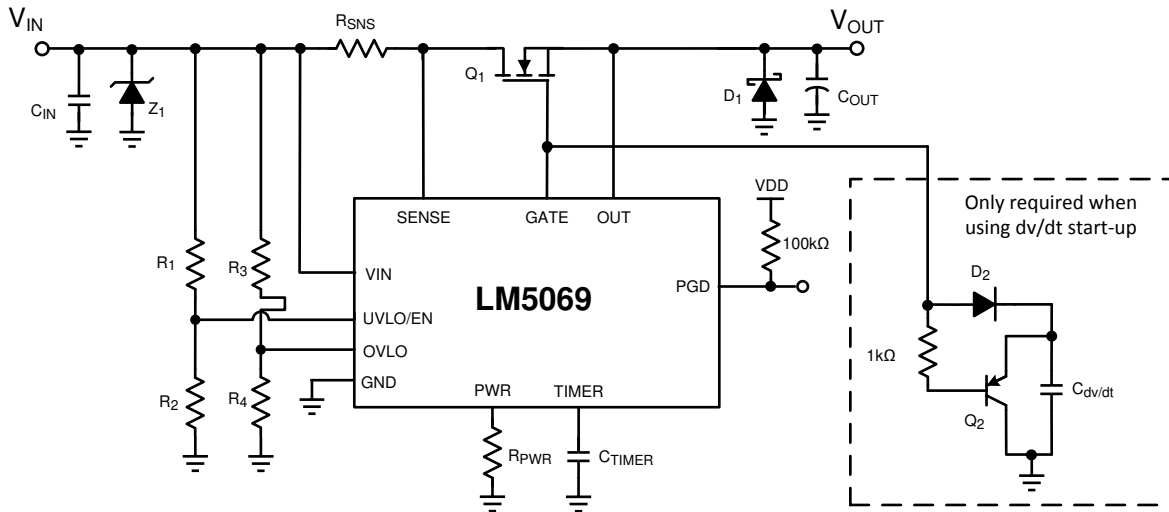 VIN
RSNS
VOUT
CIN
Z1
Q1
D1
COUT
SENSE
GATE
OUT
VDD
100kΩ
Only required when
using dv/dt start-up
R1
R3
VIN
LM5069
PGD
D2
UVLO/EN
OVLO
1kΩ
GND
R2
R4
PWR
TIMER
Q2
Cdv/dt
RPWR
CTIMER